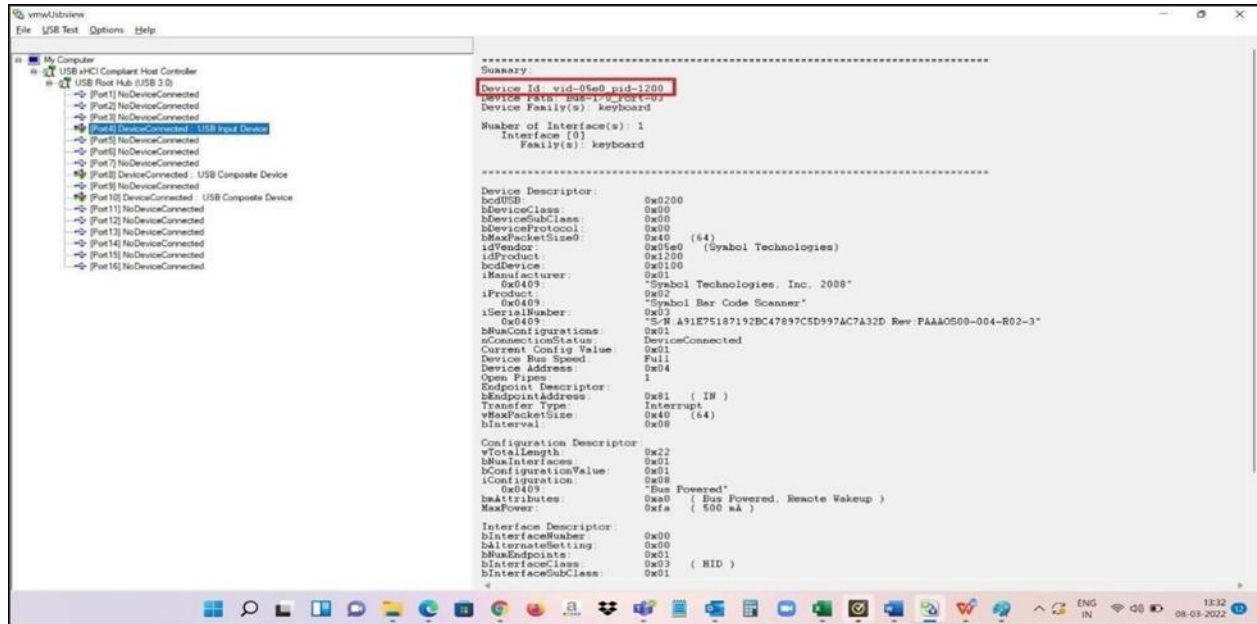 vmwUsbview
File USB Test Options Help
My Computer
USB xHCI Compliant Host Controller
USB Root Hub (USB 3.0)
[Port1] NoDeviceConnected
[Port2] NoDeviceConnected
[Port3] NoDeviceConnected
[Port4] DeviceConnected : USB Input Device
[Port5] NoDeviceConnected
[Port6] NoDeviceConnected
[Port7] NoDeviceConnected
[Port8] DeviceConnected : USB Composite Device
[Port9] NoDeviceConnected
[Port10] DeviceConnected : USB Composite Device
[Port11] NoDeviceConnected
[Port12] NoDeviceConnected
[Port13] NoDeviceConnected
[Port14] NoDeviceConnected
[Port15] NoDeviceConnected
[Port16] NoDeviceConnected
Summary:
Device Id: vid-05e0_pid-1200
Device Path: Bus-1/0_Port-03
Device Family(s): keyboard
Number of Interface(s): 1
Interface [0]
Family(s): keyboard
Device Descriptor:
bcdUSB: 0x0200
bDeviceClass: 0x00
bDeviceSubClass: 0x00
bDeviceProtocol: 0x00
bMaxPacketSize0: 0x40 (64)
idVendor: 0x05e0 (Symbol Technologies)
idProduct: 0x1200
bcdDevice: 0x0100
iManufacturer: 0x01
0x0409: "Symbol Technologies, Inc, 2008"
iProduct: 0x02
0x0409: "Symbol Bar Code Scanner"
iSerialNumber: 0x03
0x0409: "S/N:A91E75187192BC47897C5D997AC7A32D Rev:PAAAOS00-004-R02-3"
bNumConfigurations: 0x01
nConnectionStatus: DeviceConnected
Current Config Value: 0x01
Device Bus Speed: Full
Device Address: 0x04
Open Pipes: 1
Endpoint Descriptor:
bEndpointAddress: 0x81 ( IN )
Transfer Type: Interrupt
wMaxPacketSize: 0x40 (64)
bInterval: 0x08
Configuration Descriptor:
wTotalLength: 0x22
bNumInterfaces: 0x01
bConfigurationValue: 0x01
iConfiguration: 0x08
0x0409: "Bus Powered"
bmAttributes: 0xa0 ( Bus Powered, Remote Wakeup )
MaxPower: 0xfa ( 500 mA )
Interface Descriptor:
bInterfaceNumber: 0x00
bAlternateSetting: 0x00
bNumEndpoints: 0x01
bInterfaceClass: 0x03 ( HID )
bInterfaceSubClass: 0x01
ENG
IN
13:32
08-03-2022
12